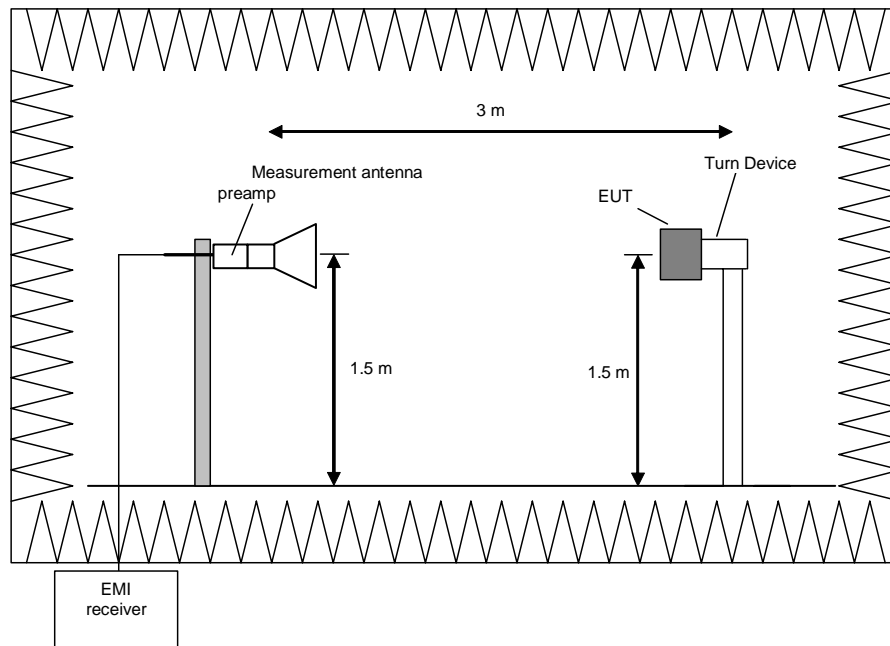 3 m
Measurement antenna
preamp
Turn Device
EUT
1.5 m
1.5 m
EMI
receiver